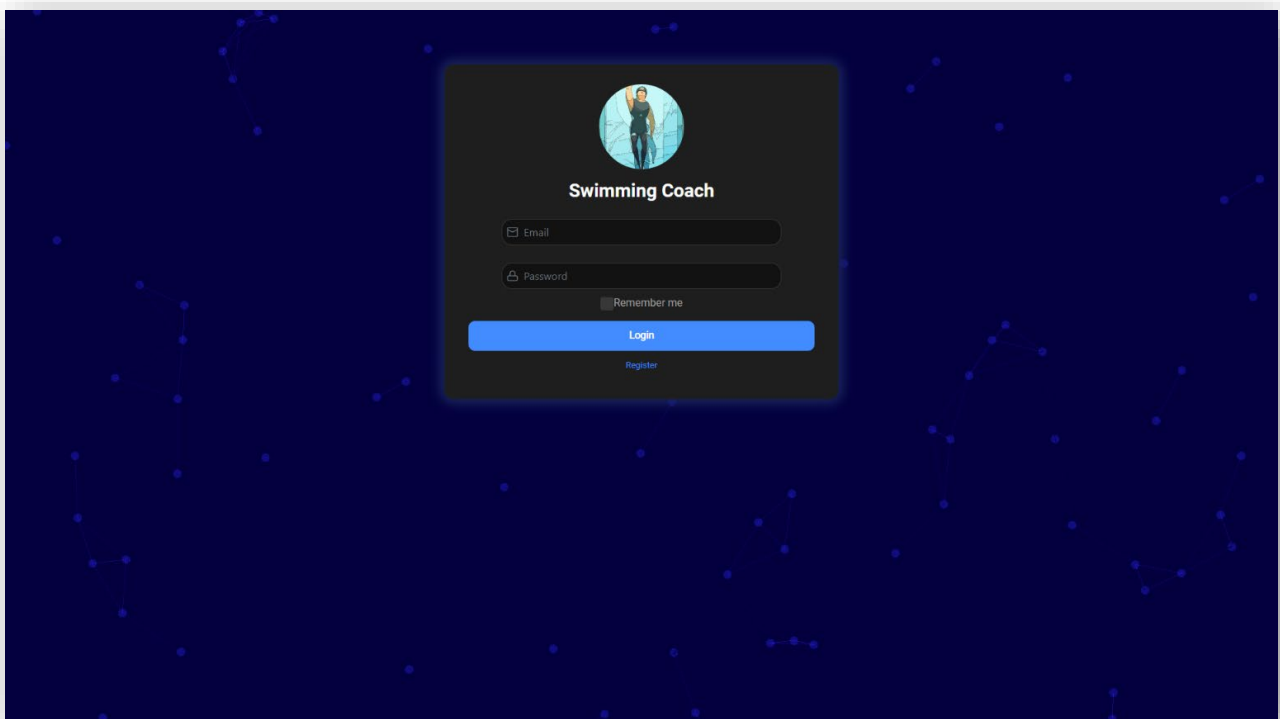 Swimming Coach
Email
Password
Remember me
Login
Register